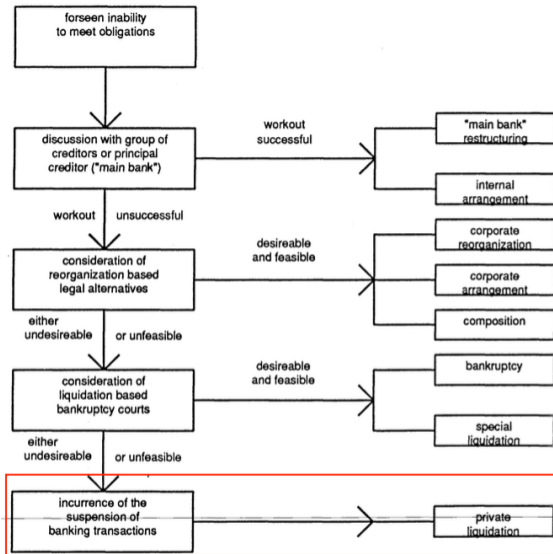 forseen inability
to meet obligations
discussion with group of
creditors or principal
creditor ("main bank")
workout
successful
"main bank"
restructuring
internal
arrangement
workout unsuccessful
consideration of
reorganization based
legal alternatives
desireable
and feasible
corporate
reorganization
corporate
arrangement
composition
either
undesireable or unfeasible
consideration of
liquidation based
bankruptcy courts
desireable
and feasible
bankruptcy
special
liquidation
either
undesireable or unfeasible
incurrence of the
suspension of
banking transactions
private
liquidation